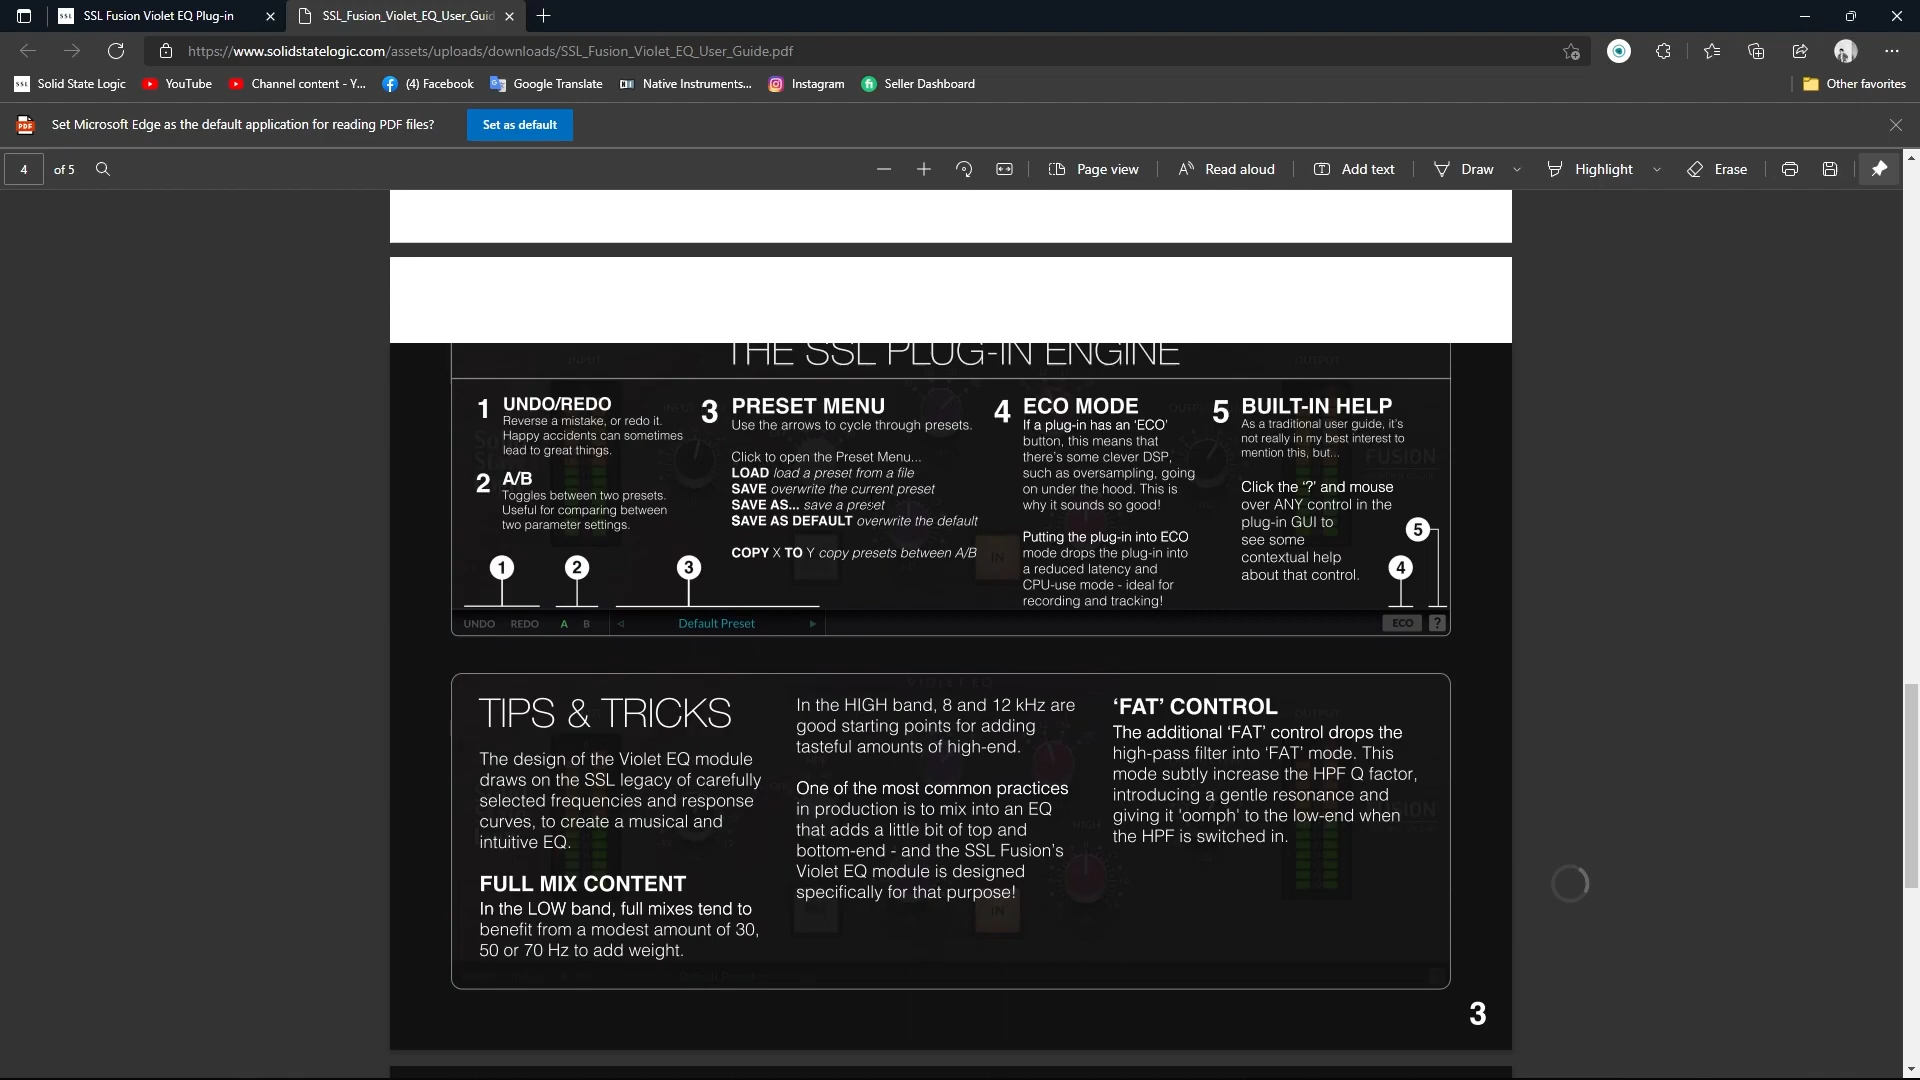 SSL Fusion Violet EQ Plug-in
SSL_Fusion_Violet_EQ_User_Guid
https://www.solidstatelogic.com/assets/uploads/downloads/SSL_Fusion_Violet_EQ_User_Guide.pdf
Solid State Logic
YouTube
Channel content - Y...
(4) Facebook
Google Translate
Native Instruments...
Instagram
Seller Dashboard
Other favorites
Set Microsoft Edge as the default application for reading PDF files?
Set as default
4 of 5
Page view
Read aloud
Add text
Draw
Highlight
Erase
THE SSL PLUG-IN ENGINE
1 UNDO/REDO
Reverse a mistake, or redo it.
Happy accidents can sometimes
lead to great things.
2 A/B
Toggles between two presets.
Useful for comparing between
two parameter settings.
3 PRESET MENU
Use the arrows to cycle through presets.
Click to open the Preset Menu...
LOAD load a preset from a file
SAVE overwrite the current preset
SAVE AS... save a preset
SAVE AS DEFAULT overwrite the default
COPY X TO Y copy presets between A/B
4 ECO MODE
If a plug-in has an 'ECO'
button, this means that
there's some clever DSP,
such as oversampling, going
on under the hood. This is
why it sounds so good!
Putting the plug-in into ECO
mode drops the plug-in into
a reduced latency and
CPU-use mode - ideal for
recording and tracking!
5 BUILT-IN HELP
As a traditional user guide, it's
not really in my best interest to
mention this, but...
Click the '?' and mouse
over ANY control in the
plug-in GUI to
see some
contextual help
about that control.
1
2
3
4
5
UNDO REDO A B
Default Preset
ECO ?
TIPS & TRICKS
The design of the Violet EQ module
draws on the SSL legacy of carefully
selected frequencies and response
curves, to create a musical and
intuitive EQ.
FULL MIX CONTENT
In the LOW band, full mixes tend to
benefit from a modest amount of 30,
50 or 70 Hz to add weight.
In the HIGH band, 8 and 12 kHz are
good starting points for adding
tasteful amounts of high-end.
One of the most common practices
in production is to mix into an EQ
that adds a little bit of top and
bottom-end - and the SSL Fusion's
Violet EQ module is designed
specifically for that purpose!
'FAT' CONTROL
The additional 'FAT' control drops the
high-pass filter into 'FAT' mode. This
mode subtly increase the HPF Q factor,
introducing a gentle resonance and
giving it 'oomph' to the low-end when
the HPF is switched in.
3